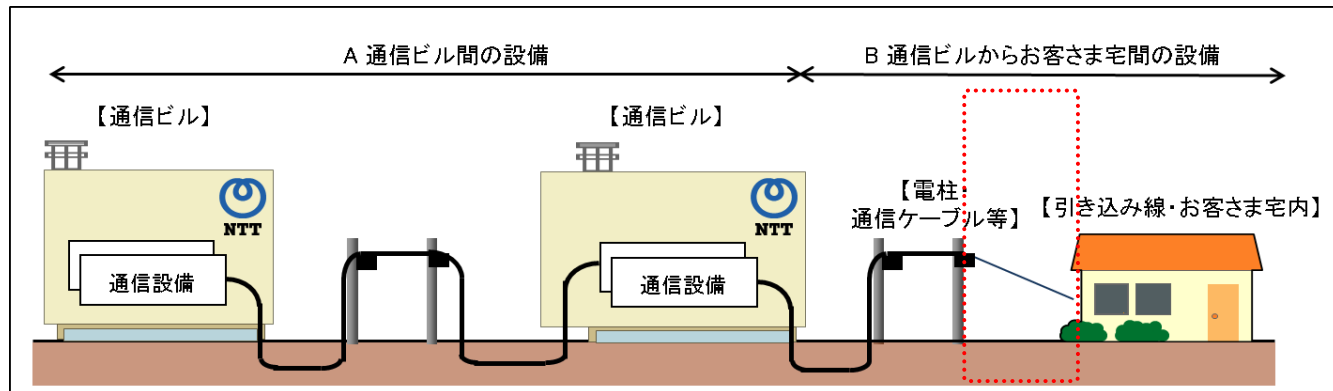 A 通信ビル間の設備
B 通信ビルからお客さま宅間の設備
【通信ビル】
【通信ビル】
【電柱・
通信ケーブル等】
【引き込み線・お客さま宅内】
NTT
NTT
通信設備
通信設備